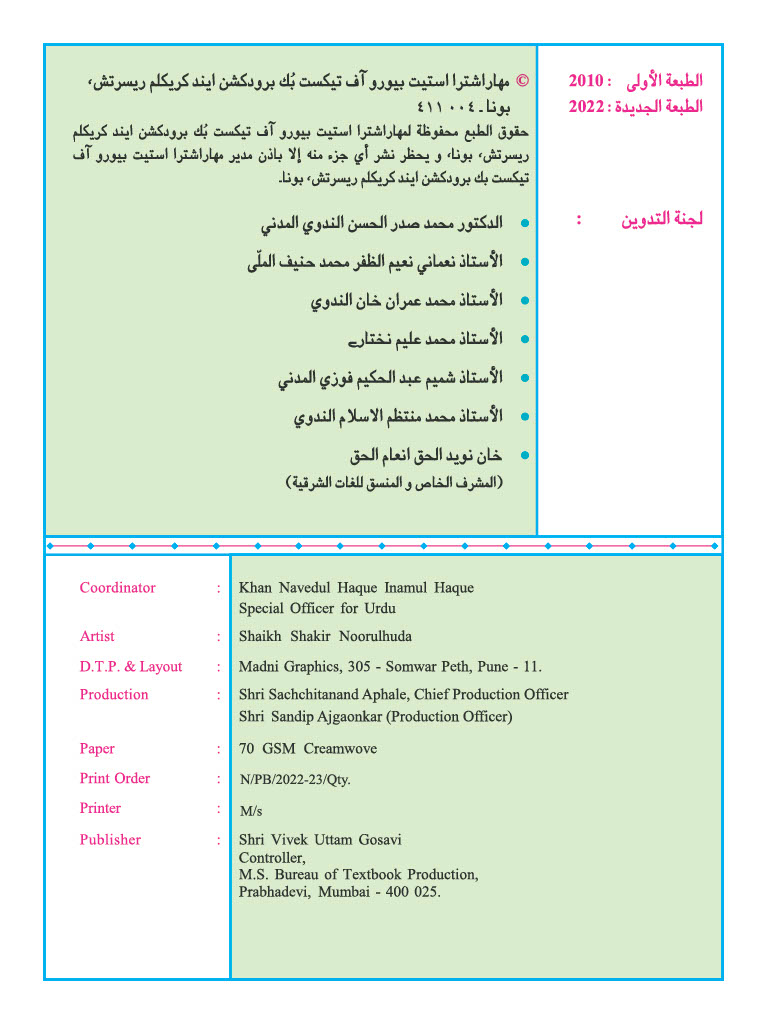 الطبعة الأولى : 2010
الطبعة الجديدة : 2022
© مهاراشترا استيت بيورو آف تيكست بُك برودكشن ايند كريكلم ريسرتش،
بونا ـ ٠٠٤ ٤١١
حقوق الطبع محفوظة لمهاراشترا استيت بيورو آف تيكست بُك برودكشن ايند كريكلم
ريسرتش، بونا، و يحظر نشر أي جزء منه إلا باذن مدير مهاراشترا استيت بيورو آف
تيكست بك برودكشن ايند كريكلم ريسرتش، بونا.
لجنة التدوين :
• الدكتور محمد صدر الحسن الندوي المدني
• الأستاذ نعماني نعيم الظفر محمد حنيف الملّى
• الأستاذ محمد عمران خان الندوي
• الأستاذ محمد عليم نختارے
• الأستاذ شميم عبد الحكيم فوزي المدني
• الأستاذ محمد منتظم الاسلام الندوي
• خان نويد الحق انعام الحق
(المشرف الخاص و المنسق للغات الشرقية)
Coordinator : Khan Navedul Haque Inamul Haque
Special Officer for Urdu
Artist : Shaikh Shakir Noorulhuda
D.T.P. & Layout : Madni Graphics, 305 - Somwar Peth, Pune - 11.
Production : Shri Sachchitanand Aphale, Chief Production Officer
Shri Sandip Ajgaonkar (Production Officer)
Paper : 70 GSM Creamwove
Print Order : N/PB/2022-23/Qty.
Printer : M/s
Publisher : Shri Vivek Uttam Gosavi
Controller,
M.S. Bureau of Textbook Production,
Prabhadevi, Mumbai - 400 025.